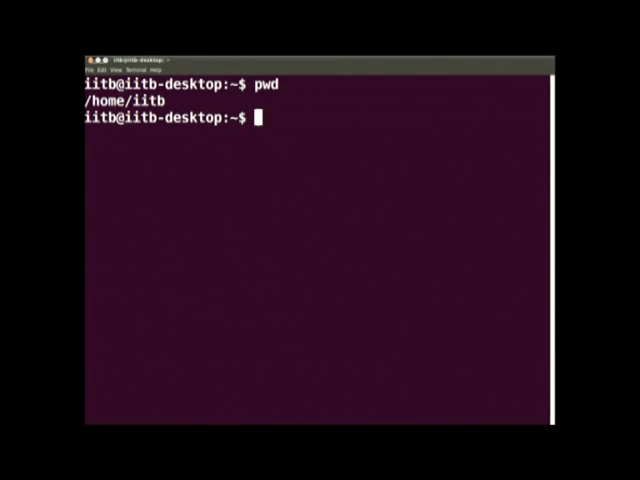 iitb@iitb-desktop: ~
File Edit View Terminal Help
iitb@iitb-desktop:~$ pwd
/home/iitb
iitb@iitb-desktop:~$